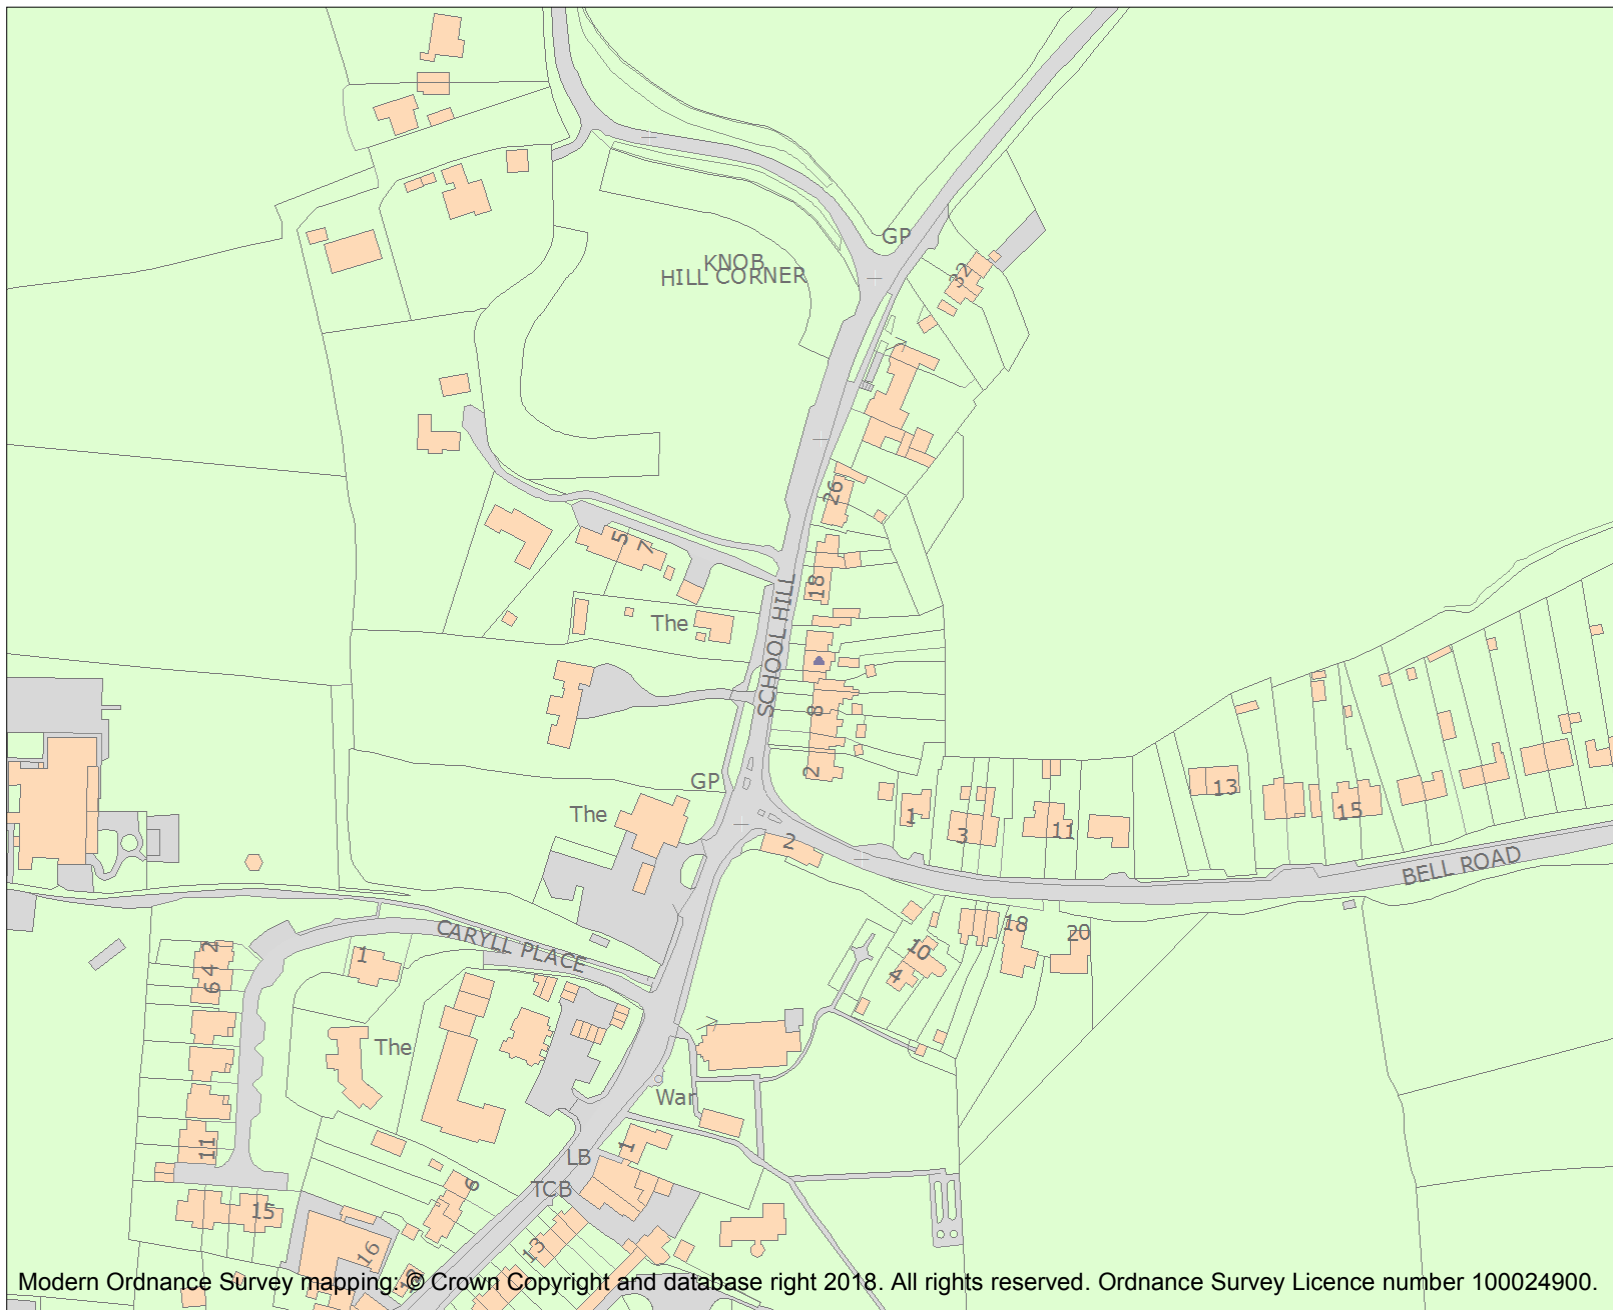 GP
KNOB
HILL CORNER
32
26
5
7
18
The
SCHOOL HILL
8
2
GP
The
1
3
11
13
15
2
BELL ROAD
CARYLL PLACE
2
4
6
1
18
20
10
4
The
War
11
1
LB
TCB
6
15
13
16
Modern Ordnance Survey mapping: © Crown Copyright and database right 2018. All rights reserved. Ordnance Survey Licence number 100024900.